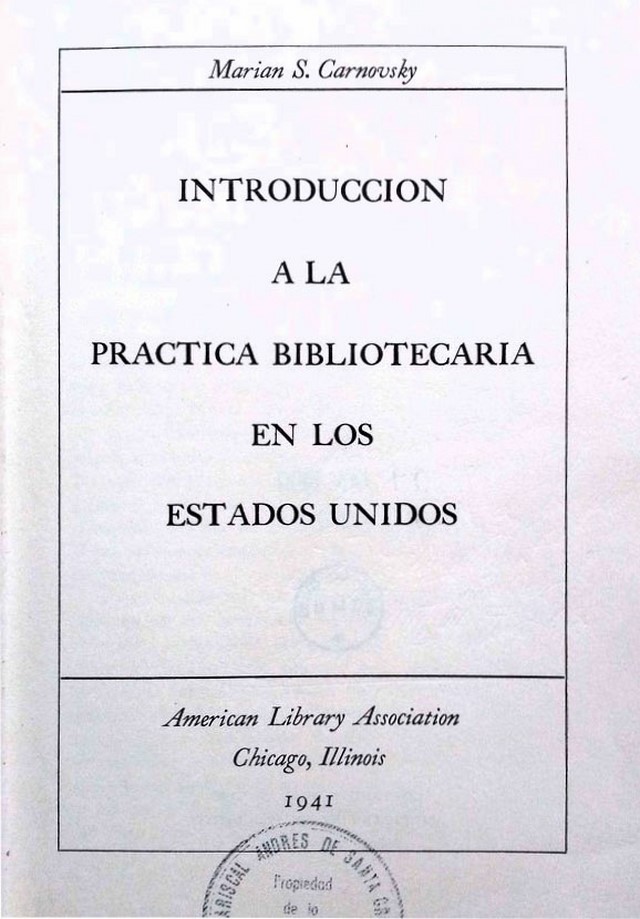 Marian S. Carnovsky
INTRODUCCION
A LA
PRACTICA BIBLIOTECARIA
EN LOS
ESTADOS UNIDOS
American Library Association
Chicago, Illinois
1941
ANDRES DE SANTA
Propiedad
de la